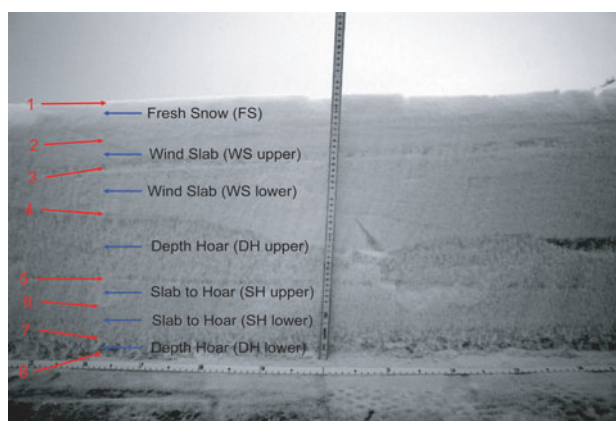 1
Fresh Snow (FS)
2
Wind Slab (WS upper)
3
Wind Slab (WS lower)
4
Depth Hoar (DH upper)
5
Slab to Hoar (SH upper)
6
Slab to Hoar (SH lower)
7
Depth Hoar (DH lower)
8